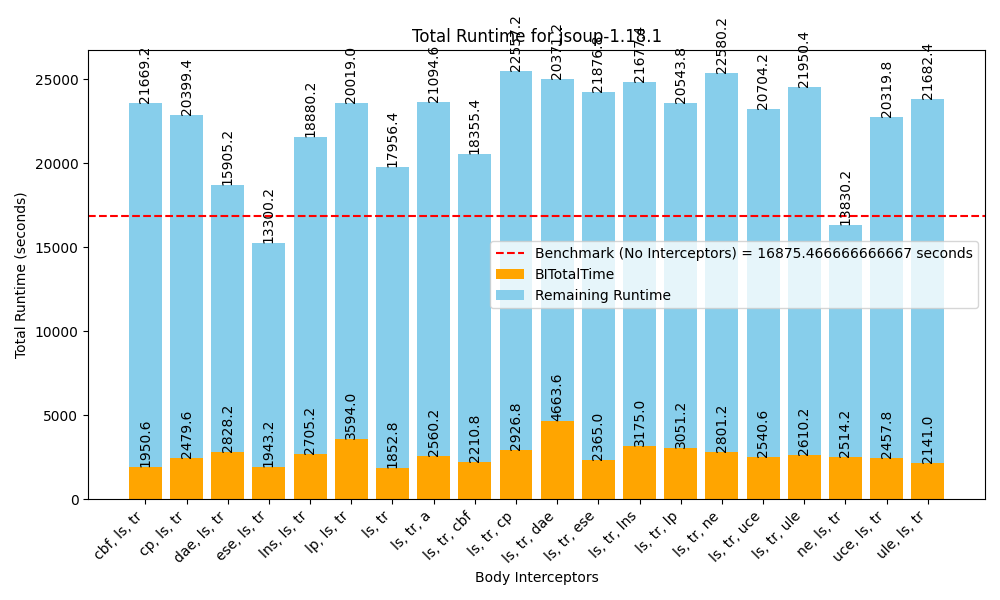 Total Runtime for jsoup-1.18.1
Total Runtime (seconds)
25000
20000
15000
10000
5000
0
21669.2
20399.4
15905.2
13300.2
18880.2
20019.0
17956.4
21094.6
18355.4
22557.2
20371.2
21876.8
21677.4
20543.8
22580.2
20704.2
21950.4
13830.2
20319.8
21682.4
Benchmark (No Interceptors) = 16875.466666666667 seconds
BITotalTime
Remaining Runtime
1950.6
2479.6
2828.2
1943.2
2705.2
3594.0
1852.8
2560.2
2210.8
2926.8
4663.6
2365.0
3175.0
3051.2
2801.2
2540.6
2610.2
2514.2
2457.8
2141.0
cbf, ls, tr
cp, ls, tr
dae, ls, tr
ese, ls, tr
lns, ls, tr
lp, ls, tr
ls, tr
ls, tr, a
ls, tr, cbf
ls, tr, cp
ls, tr, dae
ls, tr, ese
ls, tr, lns
ls, tr, lp
ls, tr, ne
ls, tr, uce
ls, tr, ule
ne, ls, tr
uce, ls, tr
ule, ls, tr
Body Interceptors